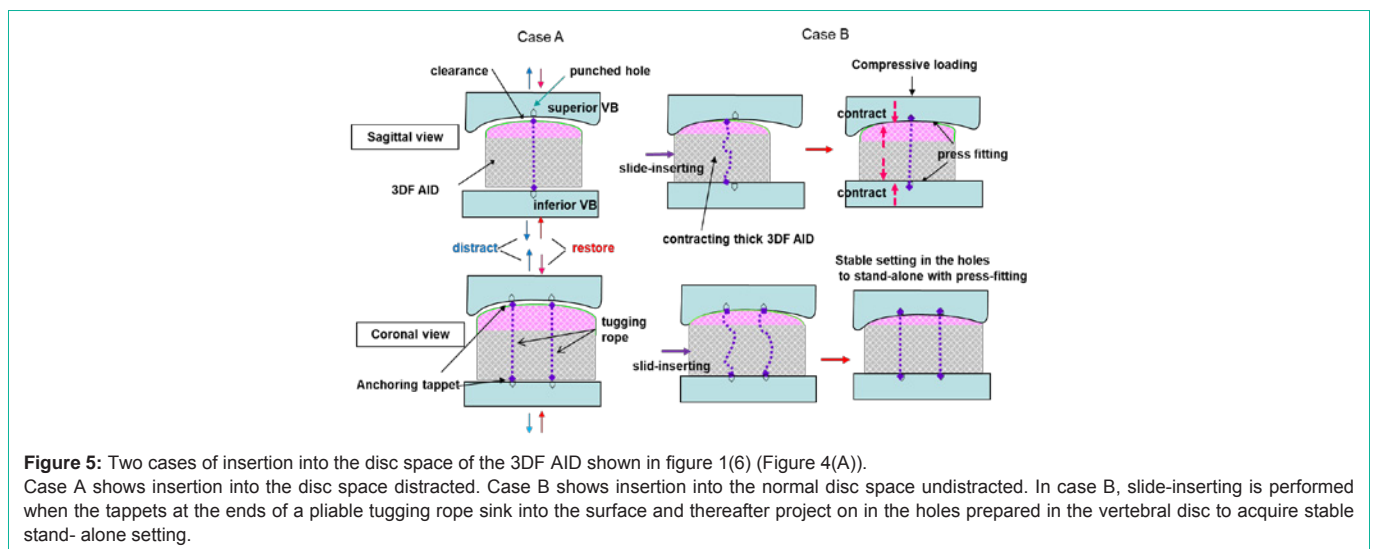 Case A
Case B
clearance
punched hole
Compressive loading
superior VB
contract
Sagittal view
press fitting
slide-inserting
3DF AID
inferior VB
contract
contracting thick 3DF AID
distract
restore
Stable setting in the holes
to stand-alone with press-fitting
Coronal view
tugging
rope
slid-inserting
Anchoring tappet
Figure 5: Two cases of insertion into the disc space of the 3DF AID shown in figure 1(6) (Figure 4(A)).
Case A shows insertion into the disc space distracted. Case B shows insertion into the normal disc space undistracted. In case B, slide-inserting is performed
when the tappets at the ends of a pliable tugging rope sink into the surface and thereafter project on in the holes prepared in the vertebral disc to acquire stable
stand- alone setting.